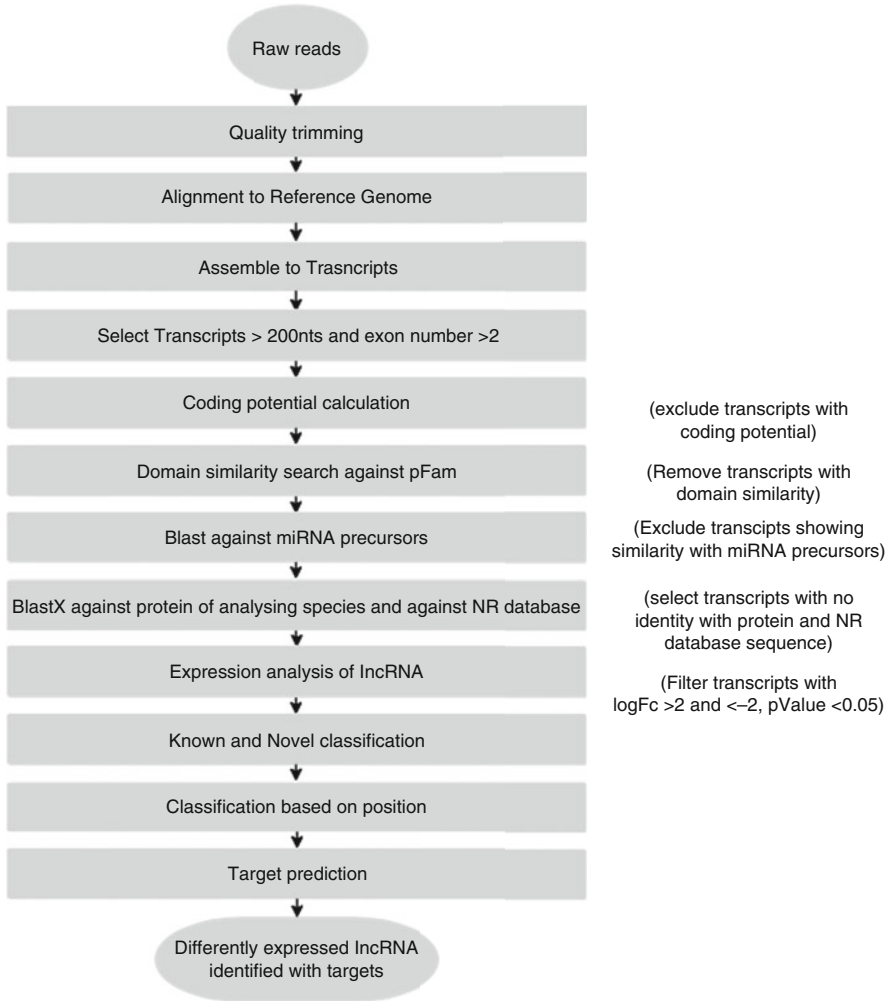 Raw reads
Quality trimming
Alignment to Reference Genome
Assemble to Trasncripts
Select Transcripts > 200nts and exon number >2
Coding potential calculation
(exclude transcripts with
coding potential)
Domain similarity search against pFam
(Remove transcripts with
domain similarity)
Blast against miRNA precursors
(Exclude transcipts showing
similarity with miRNA precursors)
BlastX against protein of analysing species and against NR database
(select transcripts with no
identity with protein and NR
database sequence)
Expression analysis of lncRNA
(Filter transcripts with
logFc >2 and <–2, pValue <0.05)
Known and Novel classification
Classification based on position
Target prediction
Differently expressed lncRNA
identified with targets